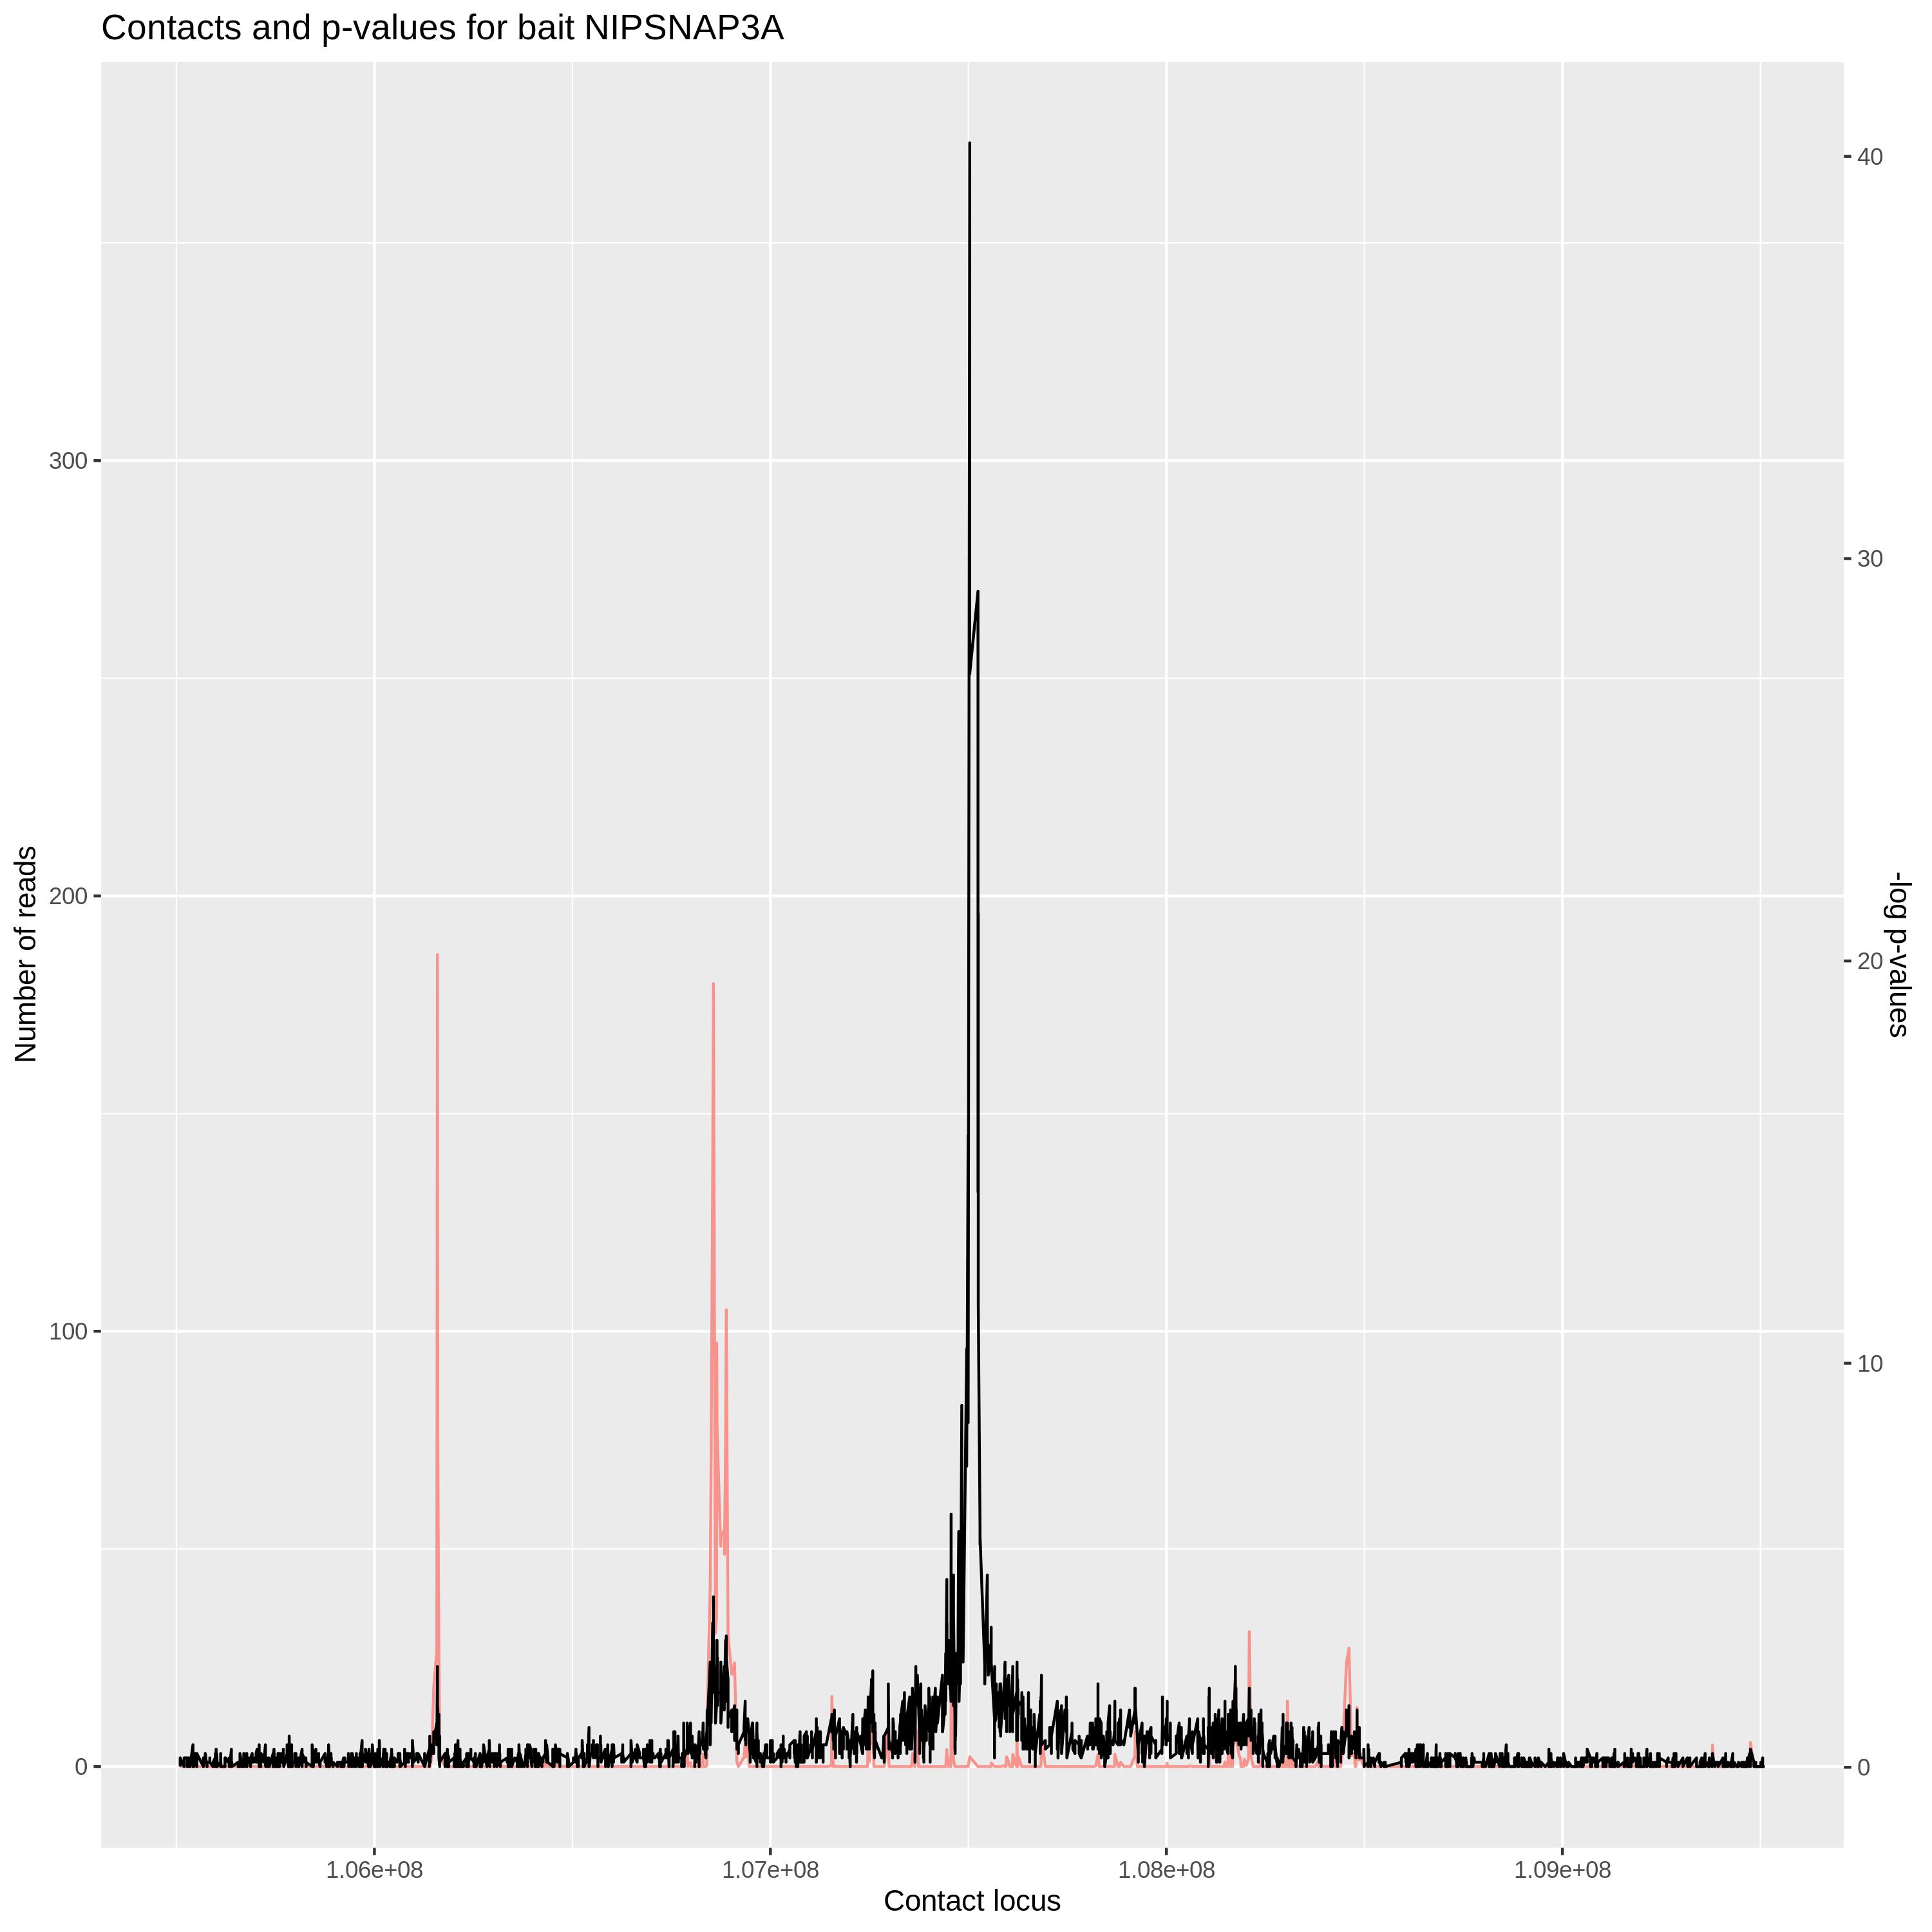 Contacts and p-values for bait NIPSNAP3A
Number of reads
300
200
100
0
40
30
20
10
0
-log p-values
1.06e+08
1.07e+08
1.08e+08
1.09e+08
Contact locus